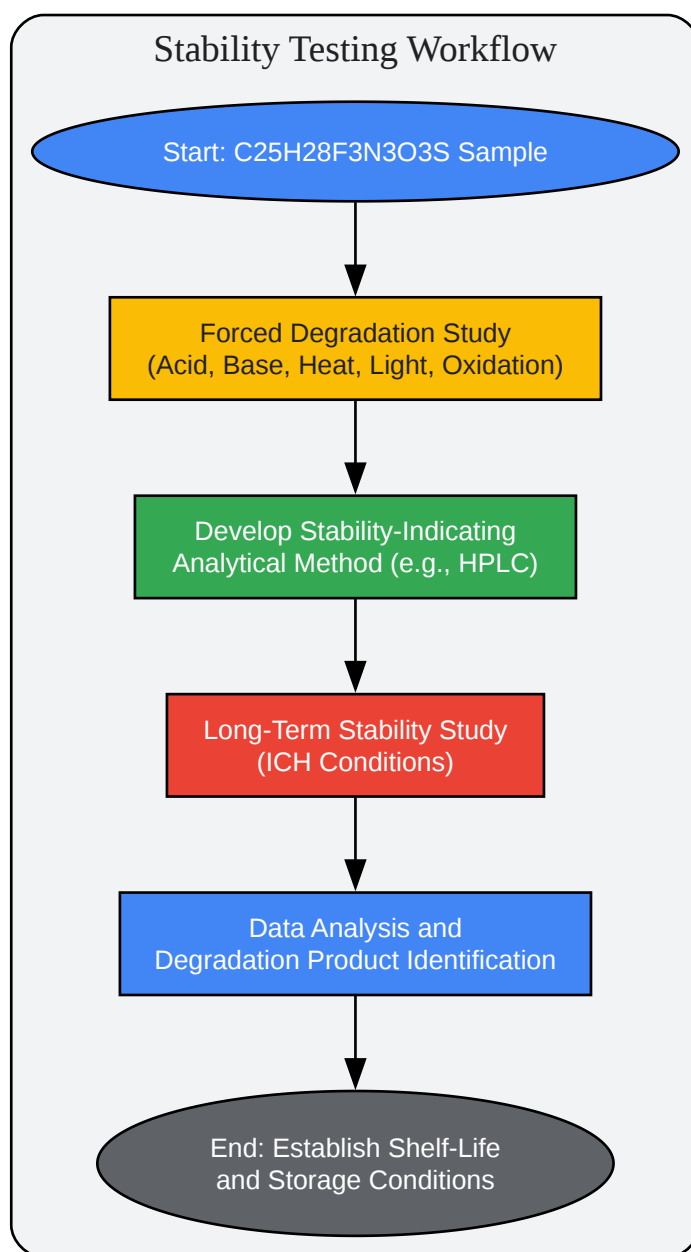 Stability Testing Workflow
Start: C25H28F3N3O3S Sample
Forced Degradation Study
(Acid, Base, Heat, Light, Oxidation)
Develop Stability-Indicating
Analytical Method (e.g., HPLC)
Long-Term Stability Study
(ICH Conditions)
Data Analysis and
Degradation Product Identification
End: Establish Shelf-Life
and Storage Conditions